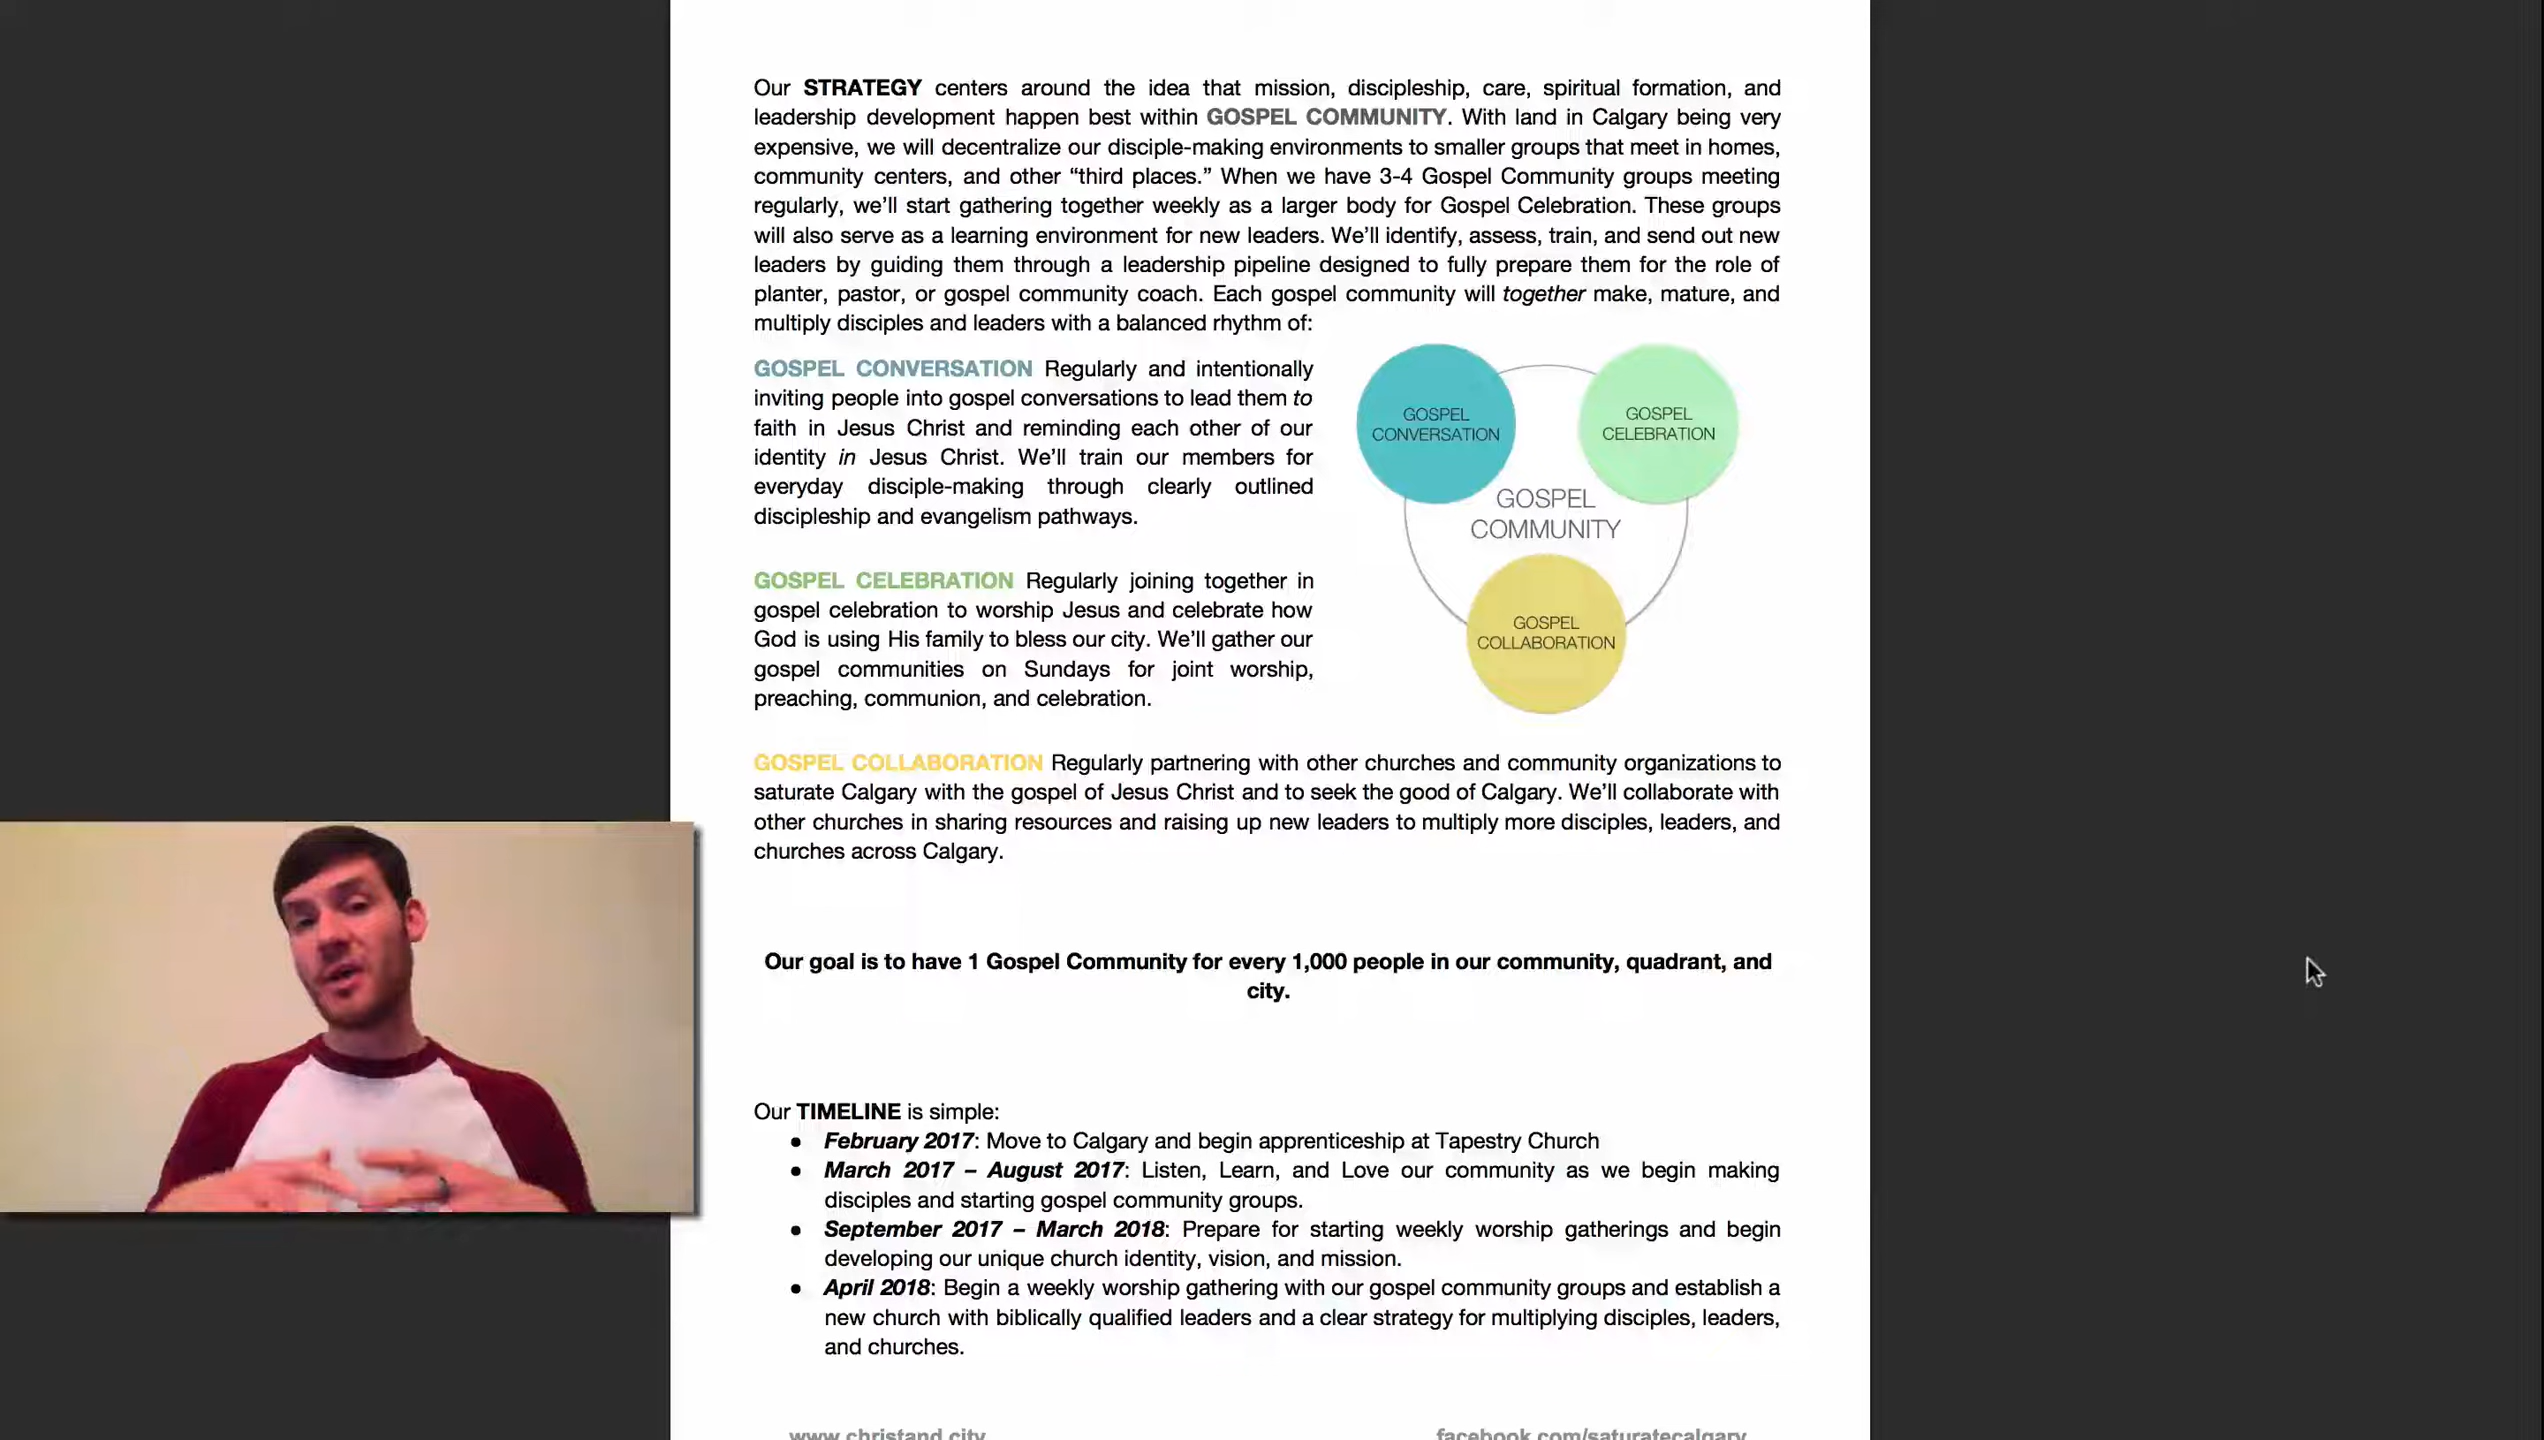 Our STRATEGY centers around the idea that mission, discipleship, care, spiritual formation, and
leadership development happen best within GOSPEL COMMUNITY. With land in Calgary being very
expensive, we will decentralize our disciple-making environments to smaller groups that meet in homes,
community centers, and other “third places.” When we have 3-4 Gospel Community groups meeting
regularly, we’ll start gathering together weekly as a larger body for Gospel Celebration. These groups
will also serve as a learning environment for new leaders. We’ll identify, assess, train, and send out new
leaders by guiding them through a leadership pipeline designed to fully prepare them for the role of
planter, pastor, or gospel community coach. Each gospel community will together make, mature, and
multiply disciples and leaders with a balanced rhythm of:
GOSPEL CONVERSATION Regularly and intentionally
inviting people into gospel conversations to lead them to
faith in Jesus Christ and reminding each other of our
identity in Jesus Christ. We’ll train our members for
everyday disciple-making through clearly outlined
discipleship and evangelism pathways.
GOSPEL CELEBRATION Regularly joining together in
gospel celebration to worship Jesus and celebrate how
God is using His family to bless our city. We’ll gather our
gospel communities on Sundays for joint worship,
preaching, communion, and celebration.
GOSPEL
CONVERSATION
GOSPEL
CELEBRATION
GOSPEL
COMMUNITY
GOSPEL
COLLABORATION
GOSPEL COLLABORATION Regularly partnering with other churches and community organizations to
saturate Calgary with the gospel of Jesus Christ and to seek the good of Calgary. We’ll collaborate with
other churches in sharing resources and raising up new leaders to multiply more disciples, leaders, and
churches across Calgary.
Our goal is to have 1 Gospel Community for every 1,000 people in our community, quadrant, and
city.
Our TIMELINE is simple:
● February 2017: Move to Calgary and begin apprenticeship at Tapestry Church
● March 2017 – August 2017: Listen, Learn, and Love our community as we begin making
disciples and starting gospel community groups.
● September 2017 – March 2018: Prepare for starting weekly worship gatherings and begin
developing our unique church identity, vision, and mission.
● April 2018: Begin a weekly worship gathering with our gospel community groups and establish a
new church with biblically qualified leaders and a clear strategy for multiplying disciples, leaders,
and churches.
www.christand.city
facebook.com/saturatecalgary